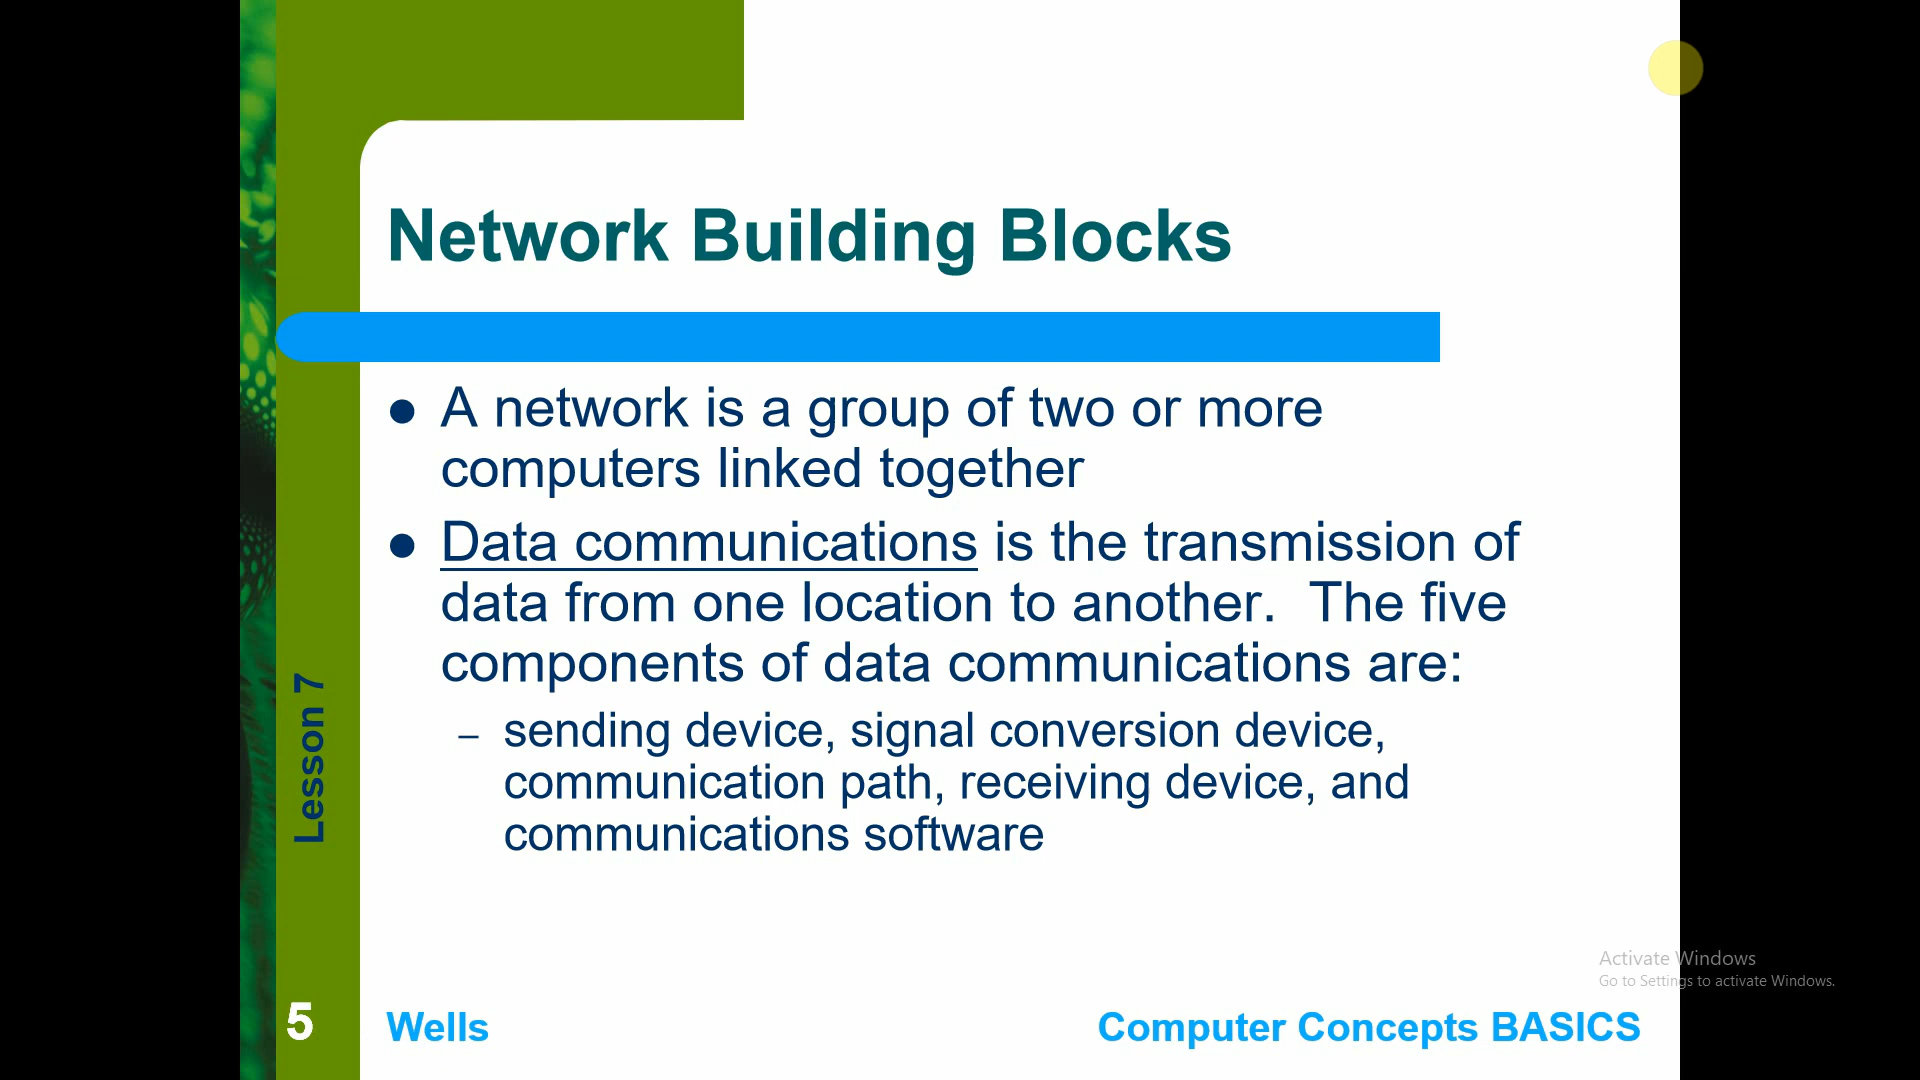 Network Building Blocks
● A network is a group of two or more
computers linked together
● Data communications is the transmission of
data from one location to another.  The five
components of data communications are:
– sending device, signal conversion device,
communication path, receiving device, and
communications software
Lesson 7
Activate Windows
Go to Settings to activate Windows.
5
Wells
Computer Concepts BASICS